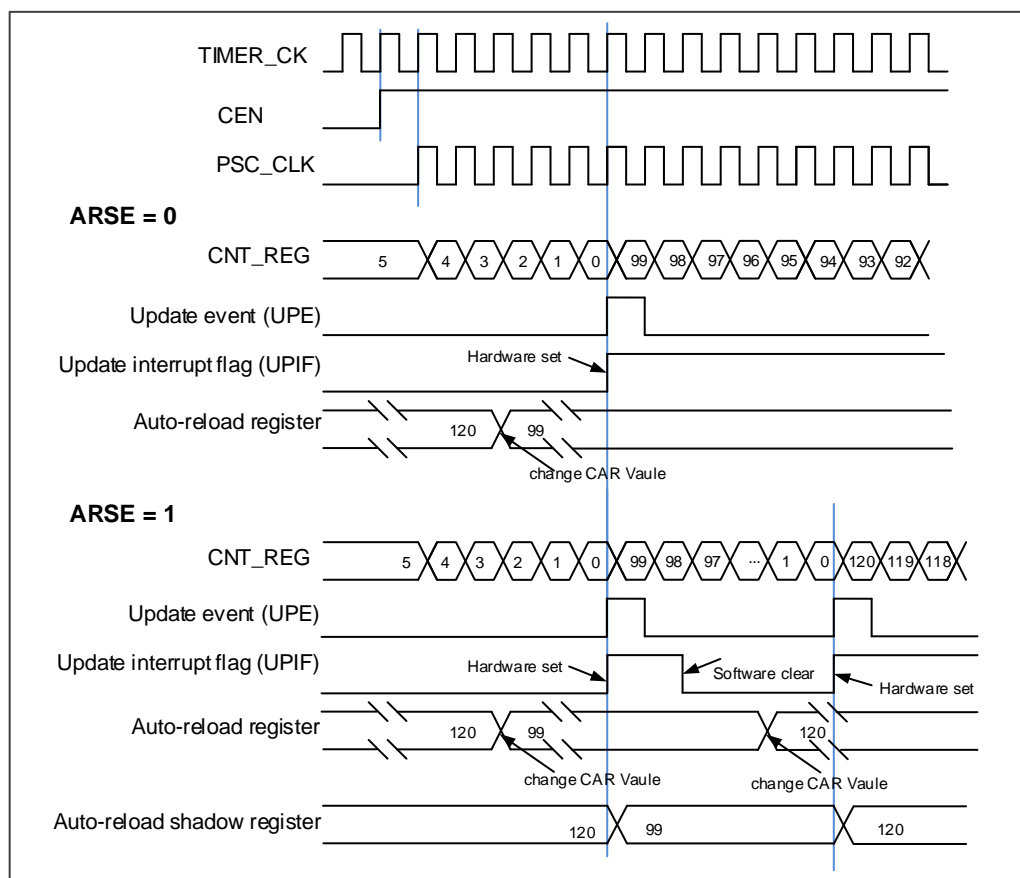 TIMER_CK
CEN
PSC_CLK
ARSE = 0
CNT_REG 5 4 3 2 1 0 99 98 97 96 95 94 93 92
Update event (UPE)
Update interrupt flag (UPIF) Hardware set
Auto-reload register 120 99
change CAR Vaule
ARSE = 1
CNT_REG 5 4 3 2 1 0 99 98 97 ... 1 0 120 119 118
Update event (UPE)
Update interrupt flag (UPIF) Hardware set Software clear Hardware set
Auto-reload register 120 99 120
change CAR Vaule change CAR Vaule
Auto-reload shadow register 120 99 120